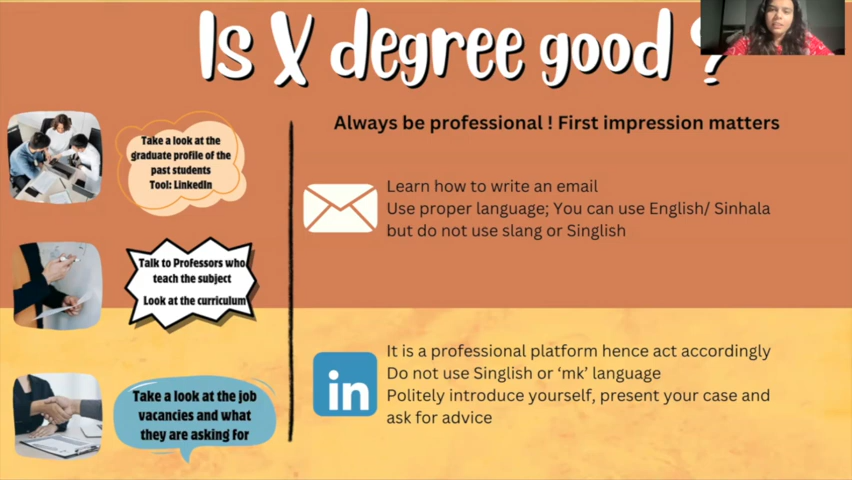 Is X degree good ?
Take a look at the
graduate profile of the
past students
Tool: LinkedIn
Talk to Professors who
teach the subject
Look at the curriculum
Take a look at the job
vacancies and what
they are asking for
Always be professional ! First impression matters
Learn how to write an email
Use proper language; You can use English/ Sinhala
but do not use slang or Singlish
in
It is a professional platform hence act accordingly
Do not use Singlish or ‘mk’ language
Politely introduce yourself, present your case and
ask for advice